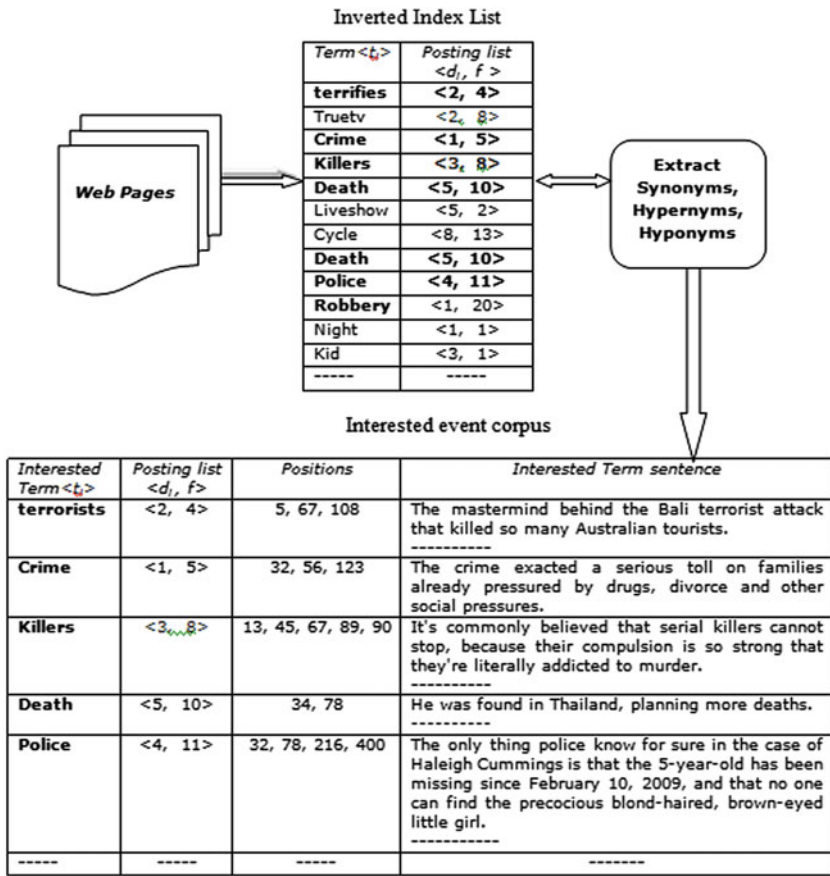 Inverted Index List
Term<ti> Posting list
<di, f >
terrifies <2, 4>
Truetv <2, 8>
Crime <1, 5>
Killers <3, 8>
Death <5, 10>
Liveshow <5, 2>
Cycle <8, 13>
Death <5, 10>
Police <4, 11>
Robbery <1, 20>
Night <1, 1>
Kid <3, 1>
----- -----
Web Pages
Extract
Synonyms,
Hypernyms,
Hyponyms
Interested event corpus
Interested Posting list Positions Interested Term sentence
Term<ti> <di, f>
terrorists <2, 4> 5, 67, 108 The mastermind behind the Bali terrorist attack
that killed so many Australian tourists.
----------
Crime <1, 5> 32, 56, 123 The crime exacted a serious toll on families
already pressured by drugs, divorce and other
social pressures.
Killers <3, 8> 13, 45, 67, 89, 90 It's commonly believed that serial killers cannot
stop, because their compulsion is so strong that
they're literally addicted to murder.
----------
Death <5, 10> 34, 78 He was found in Thailand, planning more deaths.
----------
Police <4, 11> 32, 78, 216, 400 The only thing police know for sure in the case of
Haleigh Cummings is that the 5-year-old has been
missing since February 10, 2009, and that no one
can find the precocious blond-haired, brown-eyed
little girl.
-----------
----- ----- ----- -------